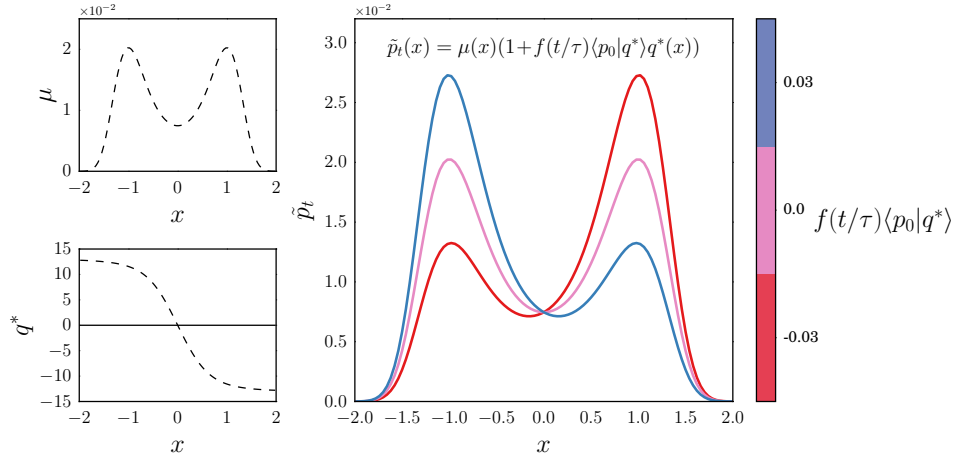 ×10⁻²
2
1
0
μ
−2 −1 0 1 2
x
15
10
5
0
−5
−10
−15
q*
−2 −1 0 1 2
x
×10⁻²
3.0
2.5
2.0
1.5
1.0
0.5
0.0
p̃ₜ
p̃ₜ(x) = μ(x)(1+f(t/τ)⟨p₀|q*⟩q*(x))
−2.0 −1.5 −1.0 −0.5 0.0 0.5 1.0 1.5 2.0
x
0.03
0.0
-0.03
f(t/τ)⟨p₀|q*⟩